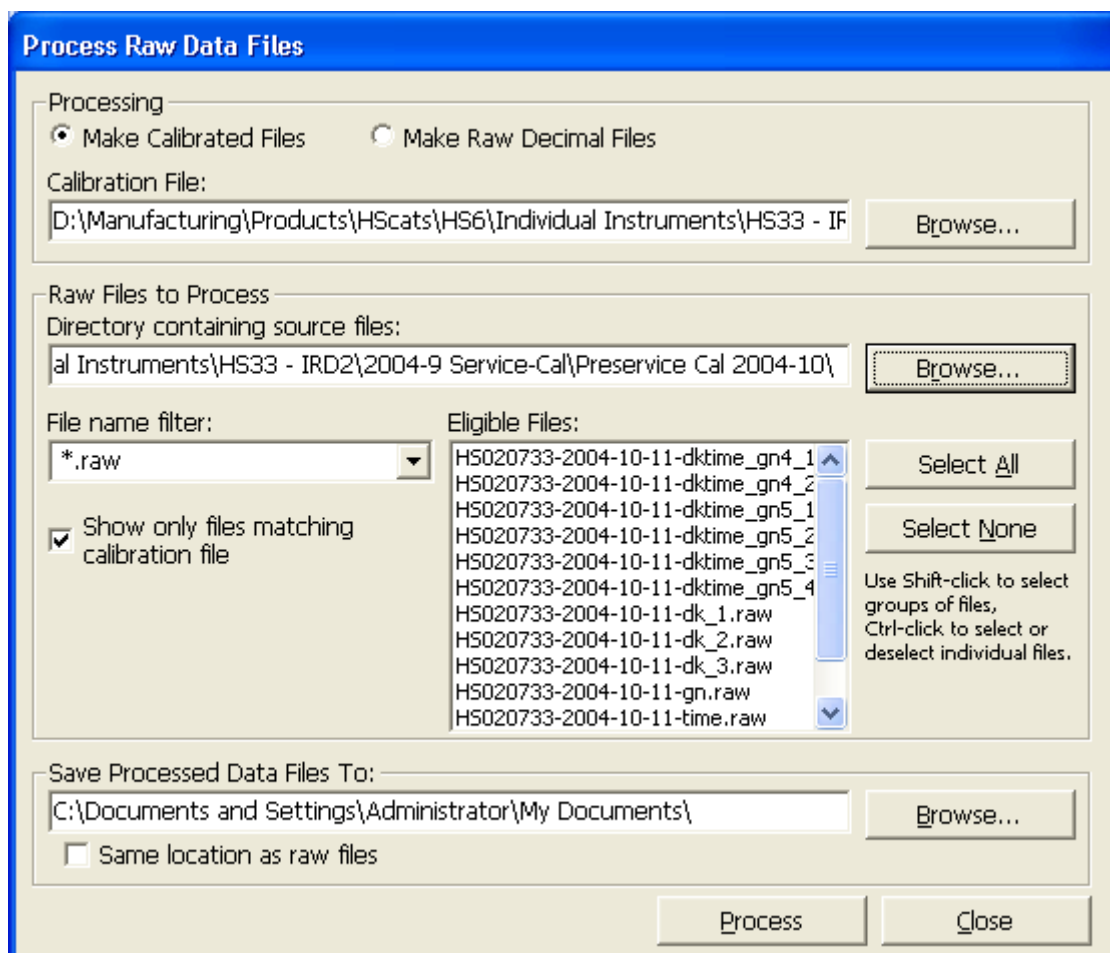 Process Raw Data Files
Processing
Make Calibrated Files
Make Raw Decimal Files
Calibration File:
D:\Manufacturing\Products\HScats\HS6\Individual Instruments\HS33 - IR
Browse...
Raw Files to Process
Directory containing source files:
al Instruments\HS33 - IRD2\2004-9 Service-Cal\Preservice Cal 2004-10\
Browse...
File name filter:
*.raw
Show only files matching
calibration file
Eligible Files:
HS020733-2004-10-11-dktime_gn4_1
HS020733-2004-10-11-dktime_gn4_2
HS020733-2004-10-11-dktime_gn5_1
HS020733-2004-10-11-dktime_gn5_2
HS020733-2004-10-11-dktime_gn5_3
HS020733-2004-10-11-dktime_gn5_4
HS020733-2004-10-11-dk_1.raw
HS020733-2004-10-11-dk_2.raw
HS020733-2004-10-11-dk_3.raw
HS020733-2004-10-11-gn.raw
HS020733-2004-10-11-time.raw
Select All
Select None
Use Shift-click to select
groups of files,
Ctrl-click to select or
deselect individual files.
Save Processed Data Files To:
C:\Documents and Settings\Administrator\My Documents\
Browse...
Same location as raw files
Process
Close